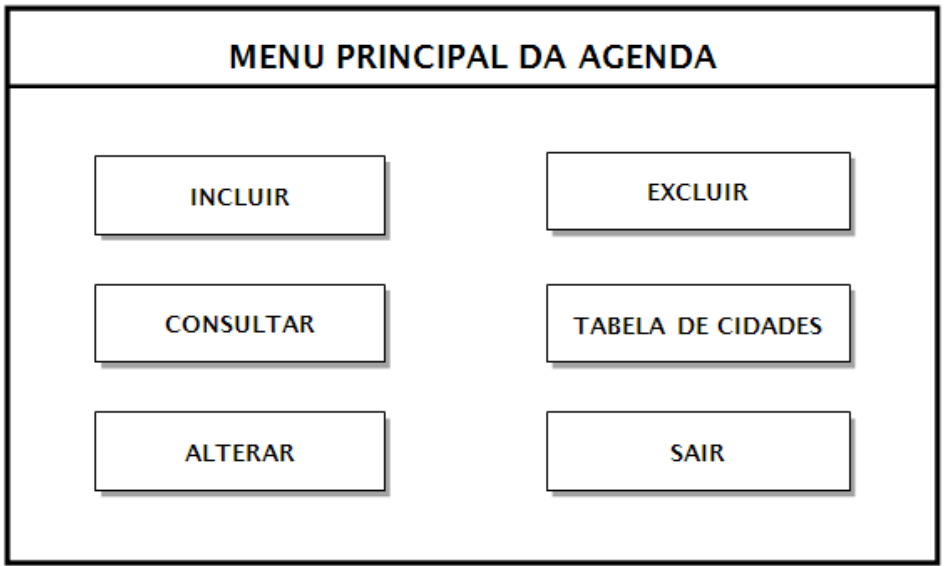 MENU PRINCIPAL DA AGENDA
INCLUIR
EXCLUIR
CONSULTAR
TABELA DE CIDADES
ALTERAR
SAIR